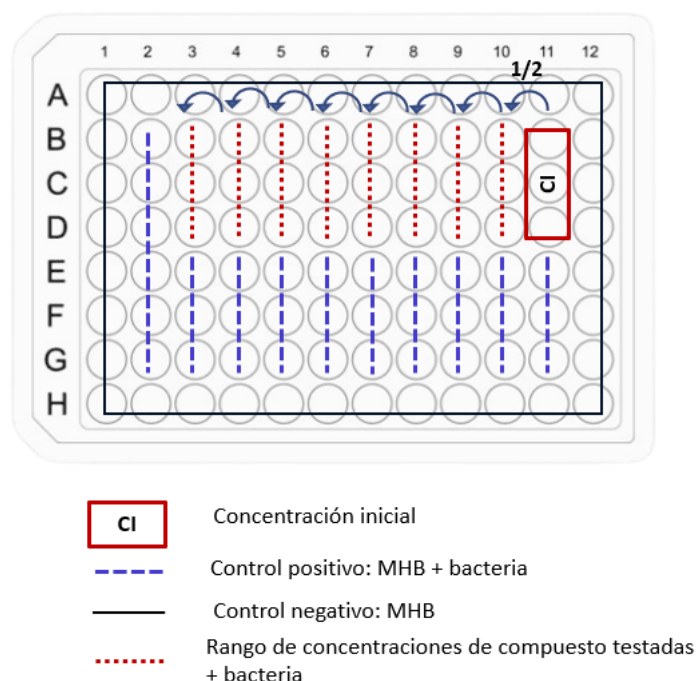 1 2 3 4 5 6 7 8 9 10 11 12
1/2
A
B
C
D
E
F
G
H
CI
CI
Concentración inicial
Control positivo: MHB + bacteria
Control negativo: MHB
Rango de concentraciones de compuesto testadas
+ bacteria